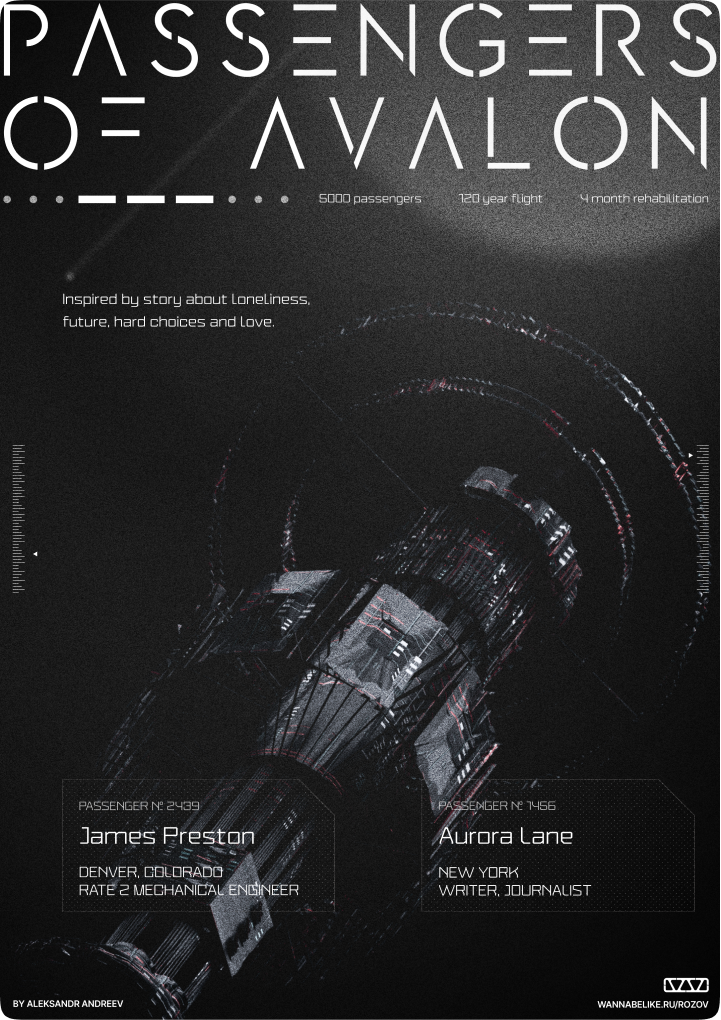 PASSENGERS
OF AVALON
5000 passengers
120 year flight
4 month rehabilitation
Inspired by story about loneliness,
future, hard choices and love.
PASSENGER № 2439
James Preston
DENVER, COLORADO
RATE 2 MECHANICAL ENGINEER
PASSENGER № 1456
Aurora Lane
NEW YORK
WRITER, JOURNALIST
BY ALEKSANDR ANDREEV
WANNABELIKE.RU/ROZOV